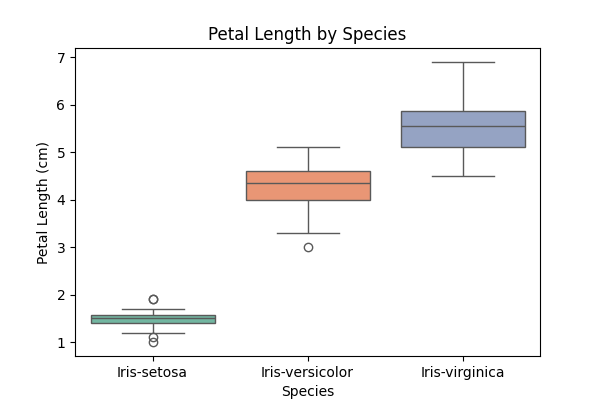 Petal Length by Species
Petal Length (cm)
7
6
5
4
3
2
1
Iris-setosa
Iris-versicolor
Iris-virginica
Species